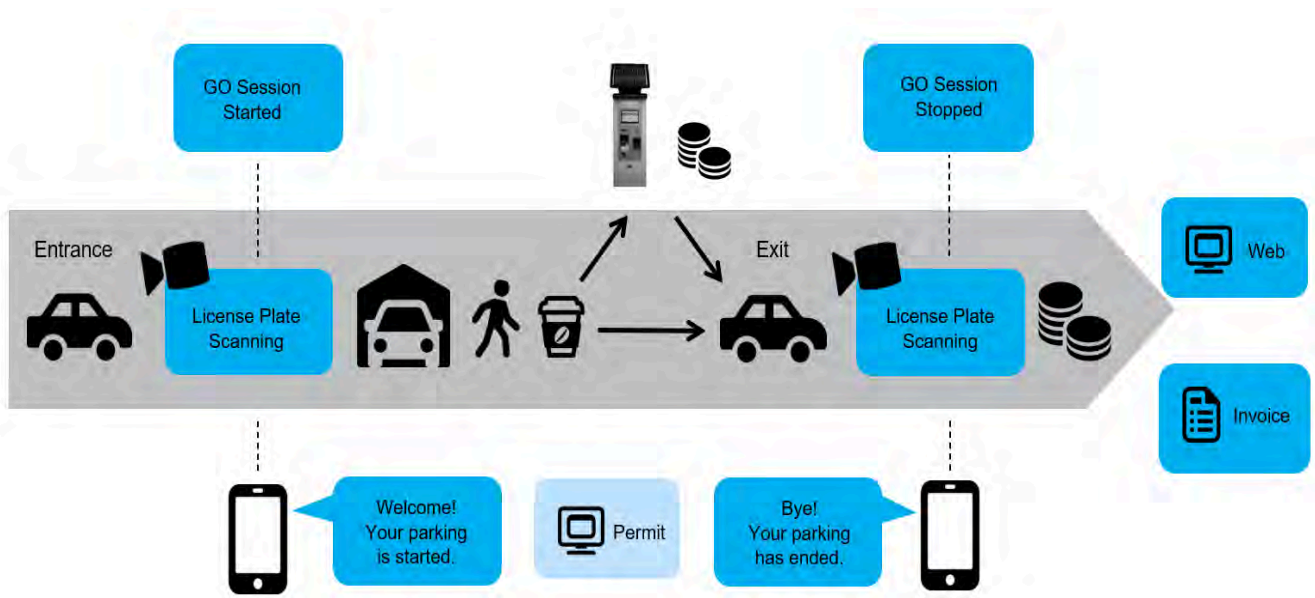 GO Session
Started
GO Session
Stopped
Entrance
Exit
License Plate
Scanning
License Plate
Scanning
Web
Invoice
Welcome!
Your parking
is started.
Permit
Bye!
Your parking
has ended.